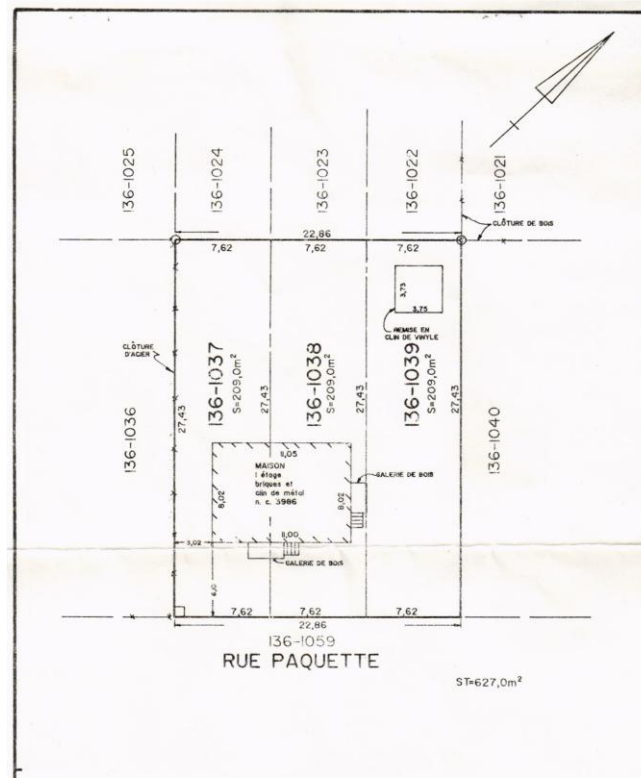 136-1025
136-1024
136-1023
136-1022
136-1021
CLÔTURE DE BOIS
22,86
7,62 7,62 7,62
3,73
3,75
REMISE EN
CLIN DE VINYLE
CLÔTURE
D'ACIER
136-1036
27,43
136-1037
S=209,0m²
27,43
136-1038
S=209,0m²
27,43
136-1039
S=209,0m²
27,43
136-1040
11,05
MAISON
1 étage
briques et
clin de métal
n. c. 3986
8,02
8,02
11,00
GALERIE DE BOIS
3,02
GALERIE DE BOIS
7,62 7,62 7,62
22,86
136-1059
RUE PAQUETTE
ST=627,0m²